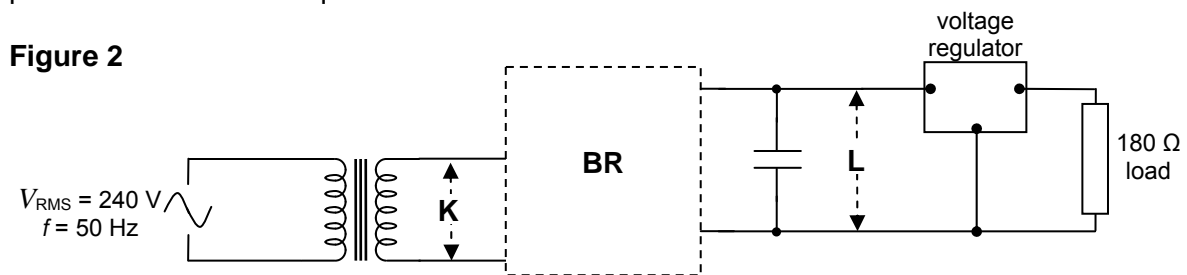 voltage
regulator
Figure 2
BR
L
180 Ω
load
K
V_RMS = 240 V
f = 50 Hz